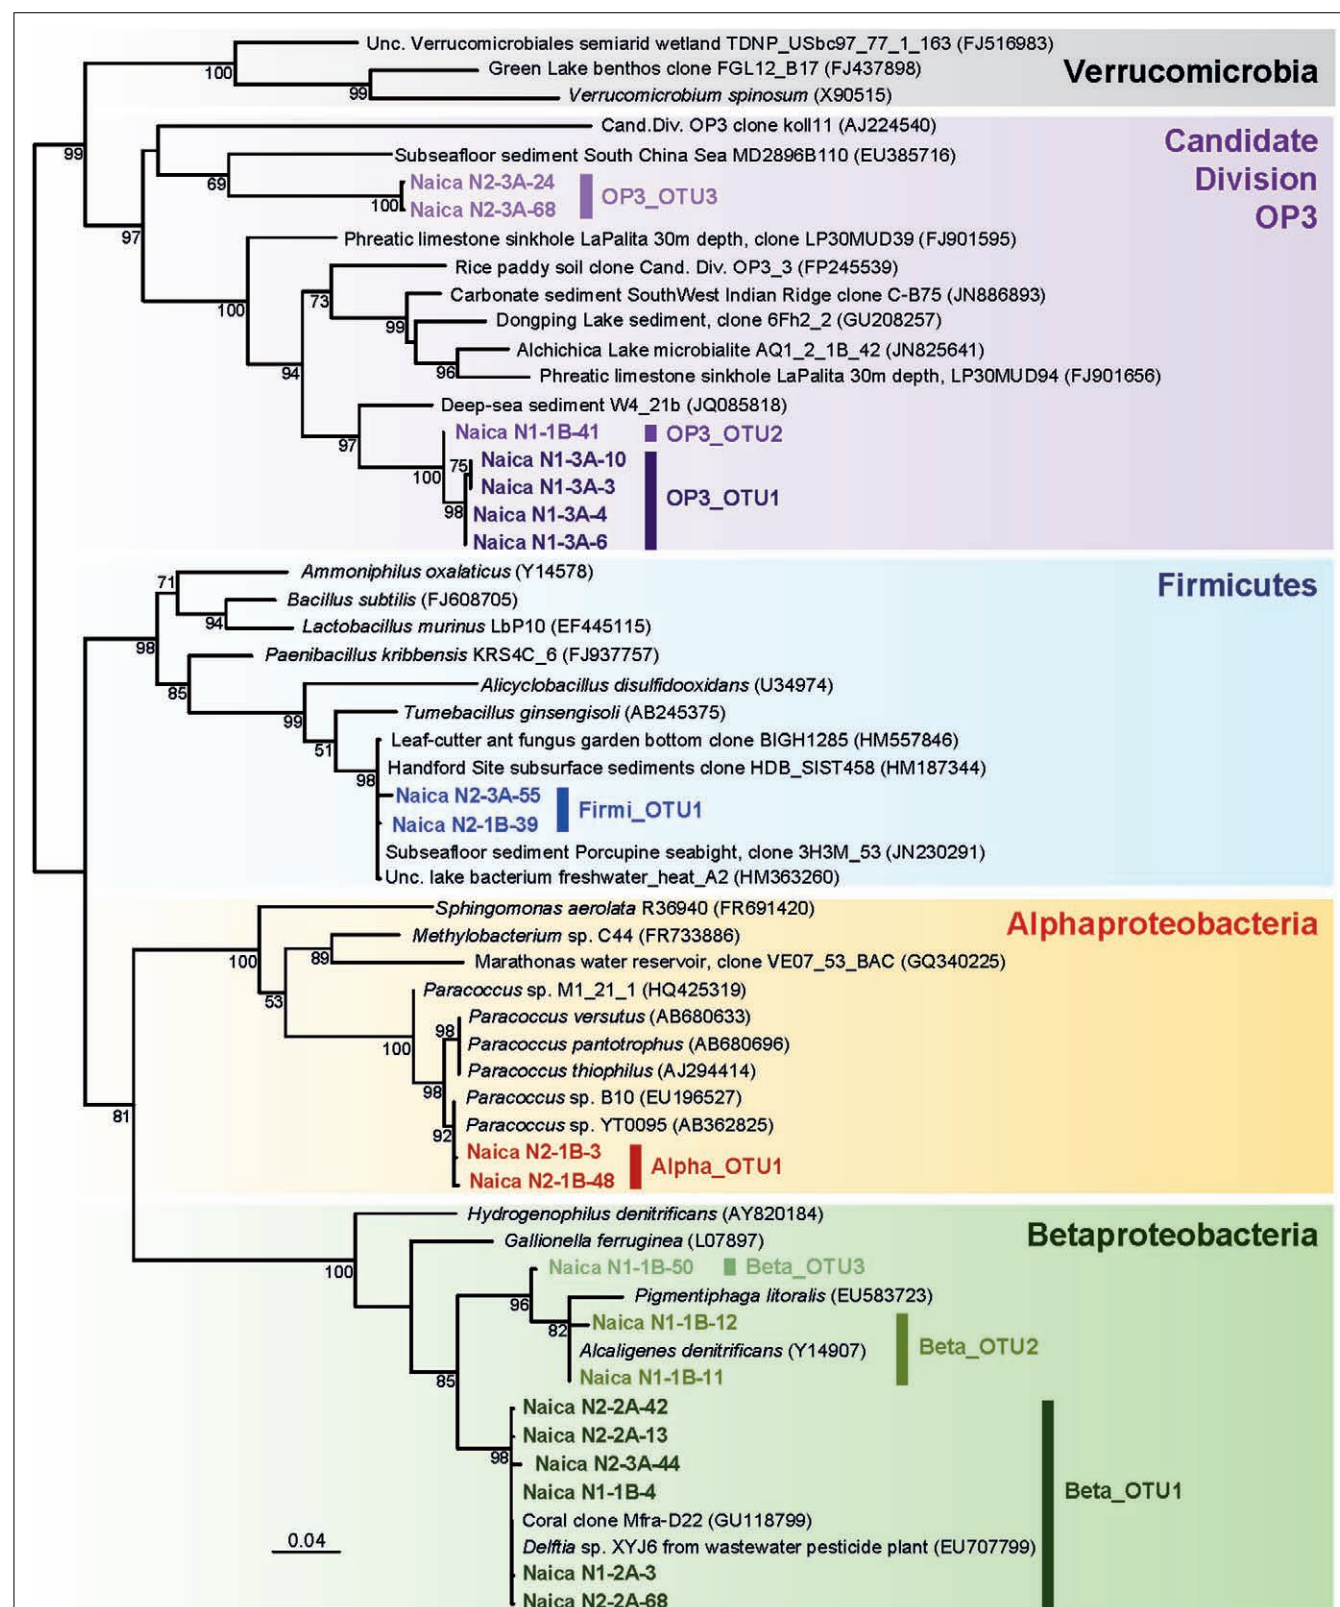 Unc. Verrucomicrobiales semiarid wetland TDNP_USbc97_77_1_163 (FJ516983)
100
Green Lake benthos clone FGL12_B17 (FJ437898)
Verrucomicrobia
99
Verrucomicrobium spinosum (X90515)
99
Cand.Div. OP3 clone koll11 (AJ224540)
Candidate
Division
OP3
Subseafloor sediment South China Sea MD2896B110 (EU385716)
69
Naica N2-3A-24
OP3_OTU3
100
Naica N2-3A-68
97
Phreatic limestone sinkhole LaPalita 30m depth, clone LP30MUD39 (FJ901595)
Rice paddy soil clone Cand. Div. OP3_3 (FP245539)
73
100
Carbonate sediment SouthWest Indian Ridge clone C-B75 (JN886893)
99
Dongping Lake sediment, clone 6Fh2_2 (GU208257)
Alchichica Lake microbialite AQ1_2_1B_42 (JN825641)
94
96
Phreatic limestone sinkhole LaPalita 30m depth, LP30MUD94 (FJ901656)
Deep-sea sediment W4_21b (JQ085818)
97
Naica N1-1B-41
OP3_OTU2
100
75
Naica N1-3A-10
Naica N1-3A-3
OP3_OTU1
98
Naica N1-3A-4
Naica N1-3A-6
Ammoniphilus oxalaticus (Y14578)
Firmicutes
71
Bacillus subtilis (FJ608705)
94
Lactobacillus murinus LbP10 (EF445115)
98
Paenibacillus kribbensis KRS4C_6 (FJ937757)
85
Alicyclobacillus disulfidooxidans (U34974)
99
Tumebacillus ginsengisoli (AB245375)
51
Leaf-cutter ant fungus garden bottom clone BIGH1285 (HM557846)
98
Handford Site subsurface sediments clone HDB_SIST458 (HM187344)
Naica N2-3A-55
Firmi_OTU1
Naica N2-1B-39
Subseafloor sediment Porcupine seabight, clone 3H3M_53 (JN230291)
Unc. lake bacterium freshwater_heat_A2 (HM363260)
Sphingomonas aerolata R36940 (FR691420)
Alphaproteobacteria
Methylobacterium sp. C44 (FR733886)
100
89
Marathonas water reservoir, clone VE07_53_BAC (GQ340225)
53
Paracoccus sp. M1_21_1 (HQ425319)
Paracoccus versutus (AB680633)
98
100
Paracoccus pantotrophus (AB680696)
Paracoccus thiophilus (AJ294414)
98
Paracoccus sp. B10 (EU196527)
81
Paracoccus sp. YT0095 (AB362825)
92
Naica N2-1B-3
Alpha_OTU1
Naica N2-1B-48
Hydrogenophilus denitrificans (AY820184)
Betaproteobacteria
Gallionella ferruginea (L07897)
100
Naica N1-1B-50
Beta_OTU3
96
Pigmentiphaga litoralis (EU583723)
82
Naica N1-1B-12
Beta_OTU2
Alcaligenes denitrificans (Y14907)
85
Naica N1-1B-11
Naica N2-2A-42
Naica N2-2A-13
98
Naica N2-3A-44
Naica N1-1B-4
Beta_OTU1
Coral clone Mfra-D22 (GU118799)
0.04
Delftia sp. XYJ6 from wastewater pesticide plant (EU707799)
Naica N1-2A-3
Naica N2-2A-68